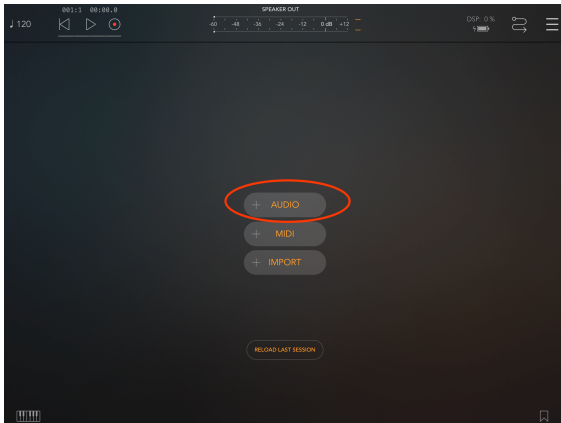 001:1 00:00.0
SPEAKER OUT
♩ 120
-60 -48 -36 -24 -12 0 dB +12
DSP: 0 %
+ AUDIO
+ MIDI
+ IMPORT
RELOAD LAST SESSION